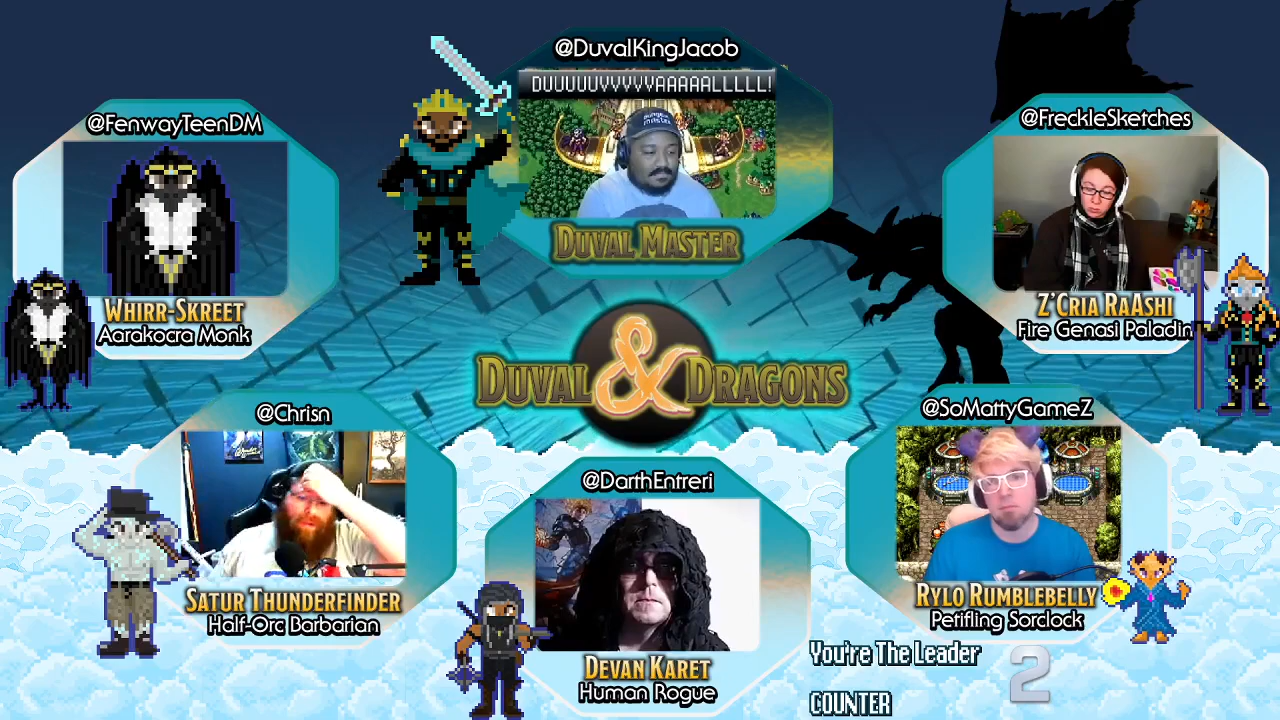 @DuvalKingJacob
DUUUUUVVVVVAAAAALLLLL!
DUVAL MASTER
@FenwayTeenDM
WHIRR-SKREET
Aarakocra Monk
@FreckleSketches
Z'CRIA RAASHI
Fire Genasi Paladin
DUVAL & DRAGONS
@Chrisn
SATUR THUNDERFINDER
Half-Orc Barbarian
@DarthEntreri
DEVAN KARET
Human Rogue
@SoMattyGameZ
RYLO RUMBLEBELLY
Petifling Sorclock
You're The Leader
COUNTER
2